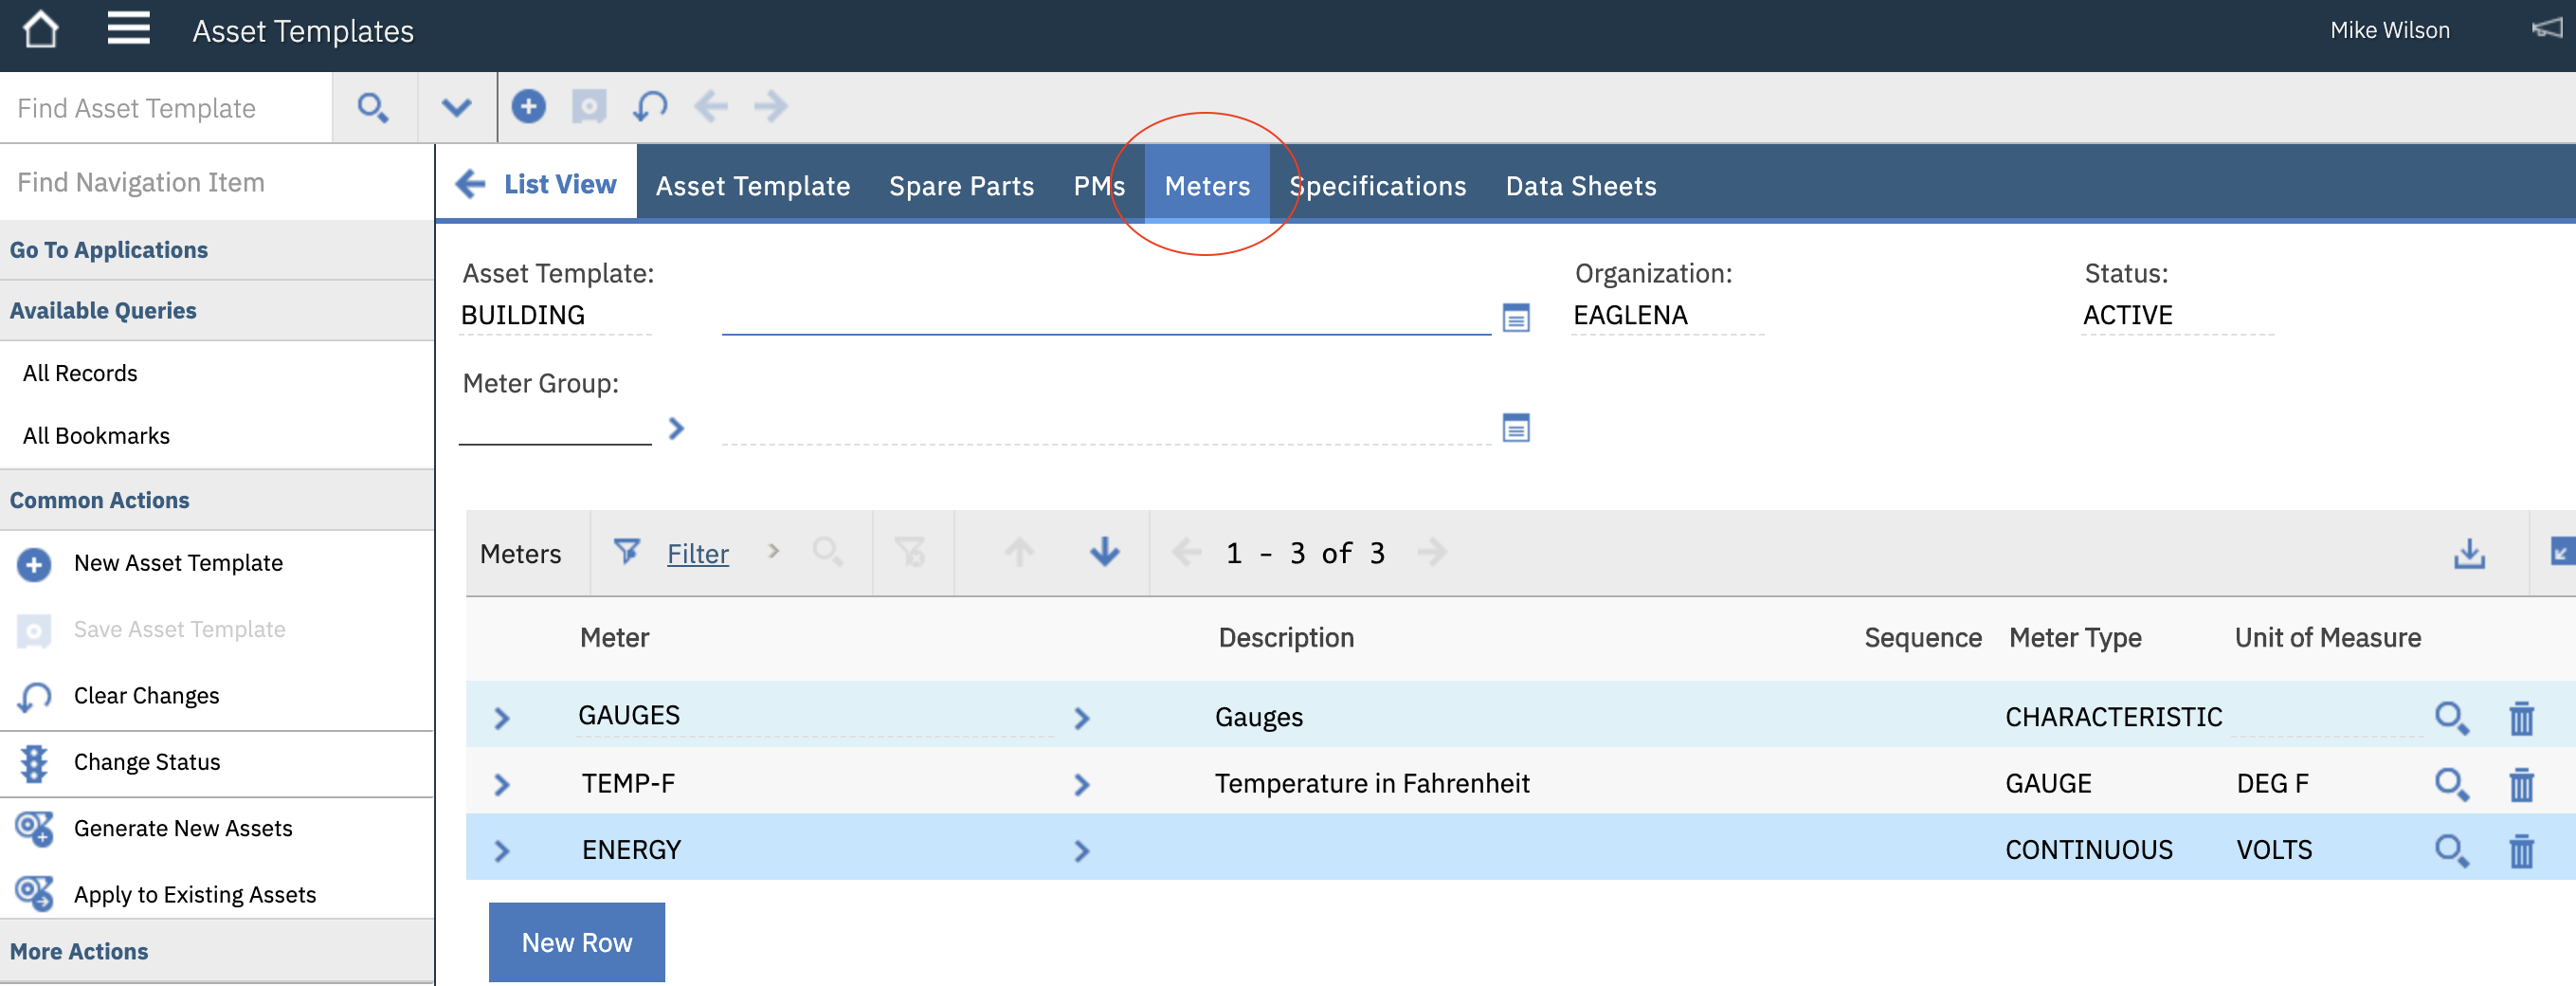 Asset Templates
Mike Wilson
Find Asset Template
Find Navigation Item
Go To Applications
Available Queries
All Records
All Bookmarks
Common Actions
New Asset Template
Save Asset Template
Clear Changes
Change Status
Generate New Assets
Apply to Existing Assets
More Actions
List View Asset Template Spare Parts PMs Meters Specifications Data Sheets
Asset Template: Organization: Status:
BUILDING EAGLENA ACTIVE
Meter Group:
Meters Filter 1 - 3 of 3
Meter Description Sequence Meter Type Unit of Measure
GAUGES Gauges CHARACTERISTIC
TEMP-F Temperature in Fahrenheit GAUGE DEG F
ENERGY CONTINUOUS VOLTS
New Row